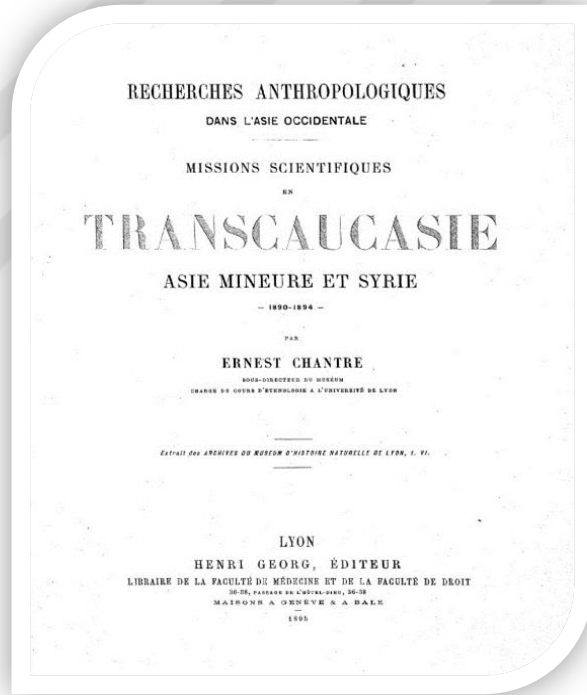 RECHERCHES ANTHROPOLOGIQUES
DANS L'ASIE OCCIDENTALE
MISSIONS SCIENTIFIQUES
EN
TRANSCAUCASIE
ASIE MINEURE ET SYRIE
— 1890-1894 —
PAR
ERNEST CHANTRE
SOUS-DIRECTEUR DU MUSÉUM
CHARGÉ DU COURS D'ETHNOLOGIE A L'UNIVERSITÉ DE LYON
Extrait des ARCHIVES DU MUSEUM D'HISTOIRE NATURELLE DE LYON, t. VI.
LYON
HENRI GEORG, ÉDITEUR
LIBRAIRE DE LA FACULTÉ DE MÉDECINE ET DE LA FACULTÉ DE DROIT
36-38, PASSAGE DE L'HÔTEL-DIEU, 36-38
MAISONS A GENÈVE & A BALE
1895